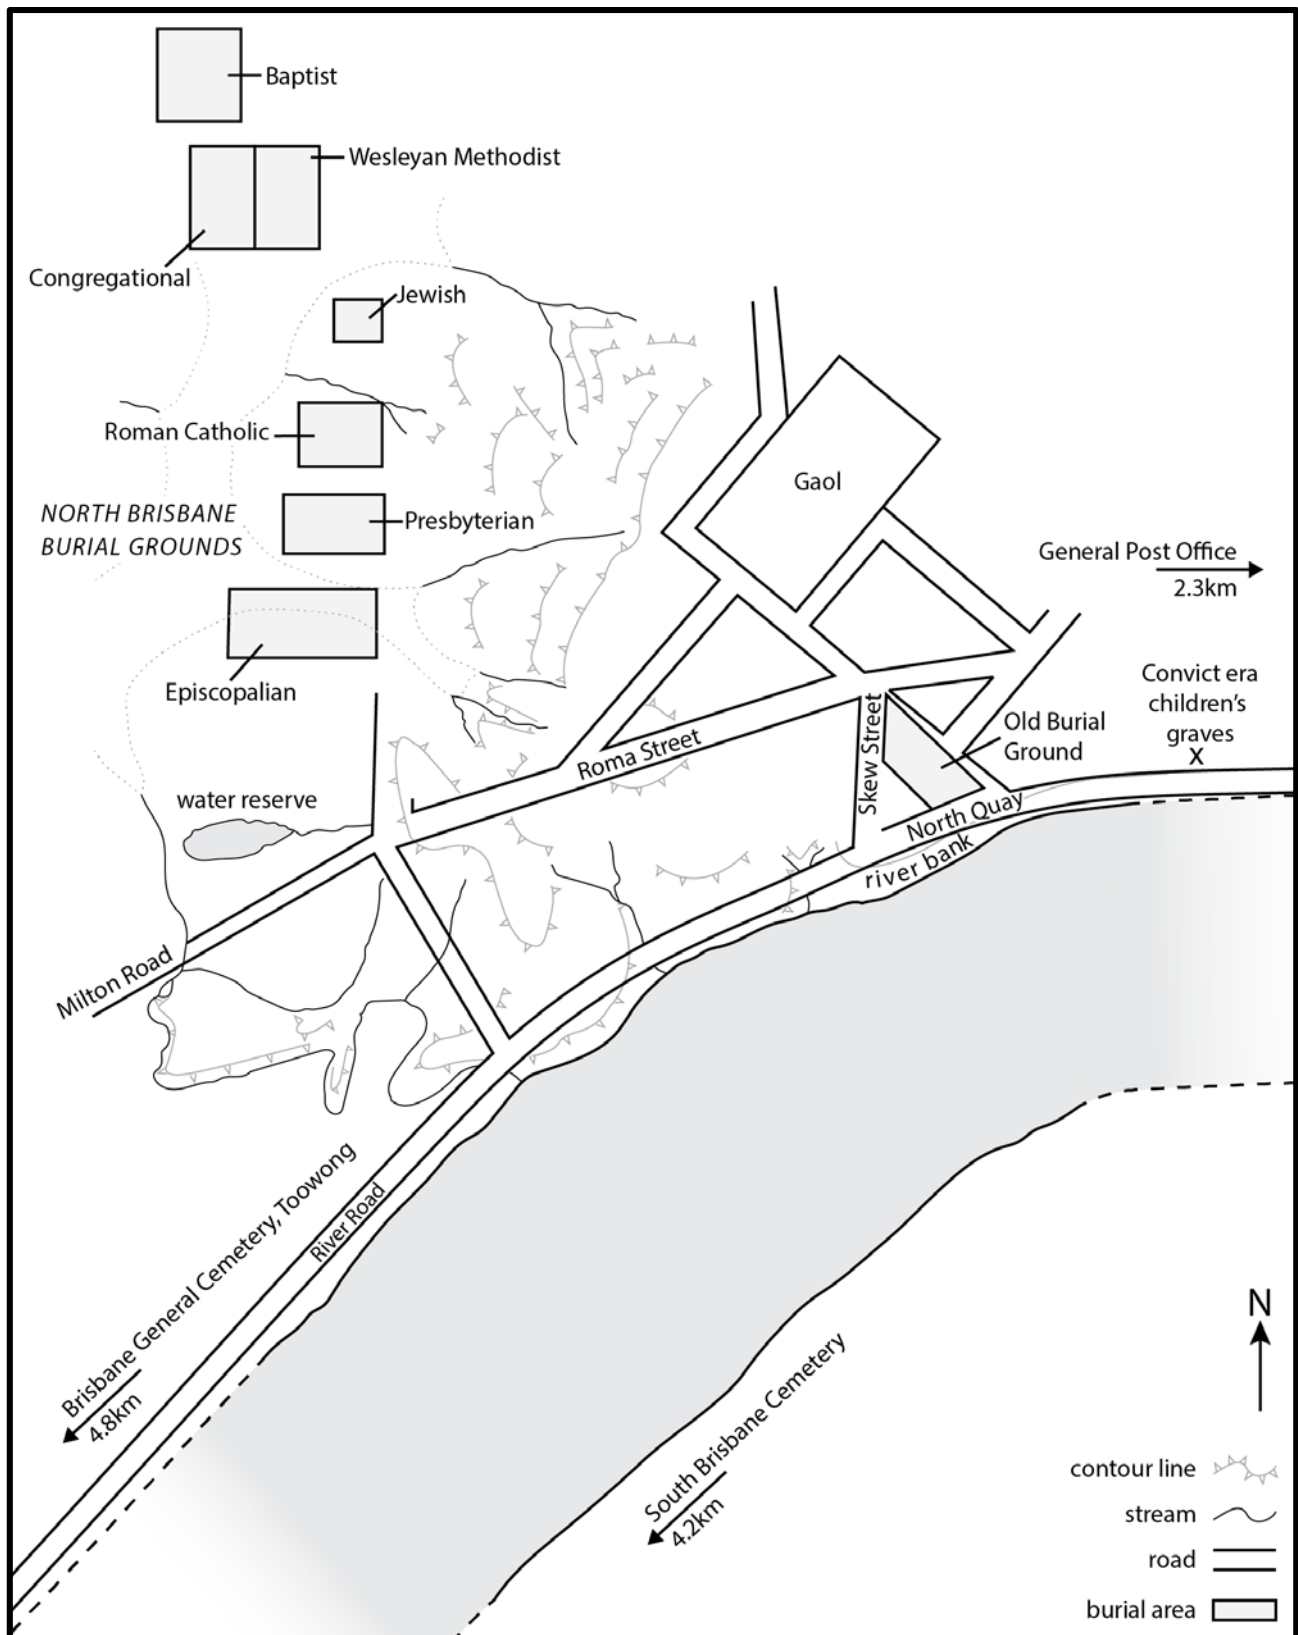 Baptist
Wesleyan Methodist
Congregational
Jewish
Roman Catholic
Gaol
NORTH BRISBANE
BURIAL GROUNDS
Presbyterian
General Post Office
2.3km
Episcopalian
Convict era
children's
graves
X
Old Burial
Ground
Skew Street
Roma Street
water reserve
North Quay
river bank
Milton Road
Brisbane General Cemetery, Toowong
4.8km
River Road
South Brisbane Cemetery
4.2km
N
contour line
stream
road
burial area